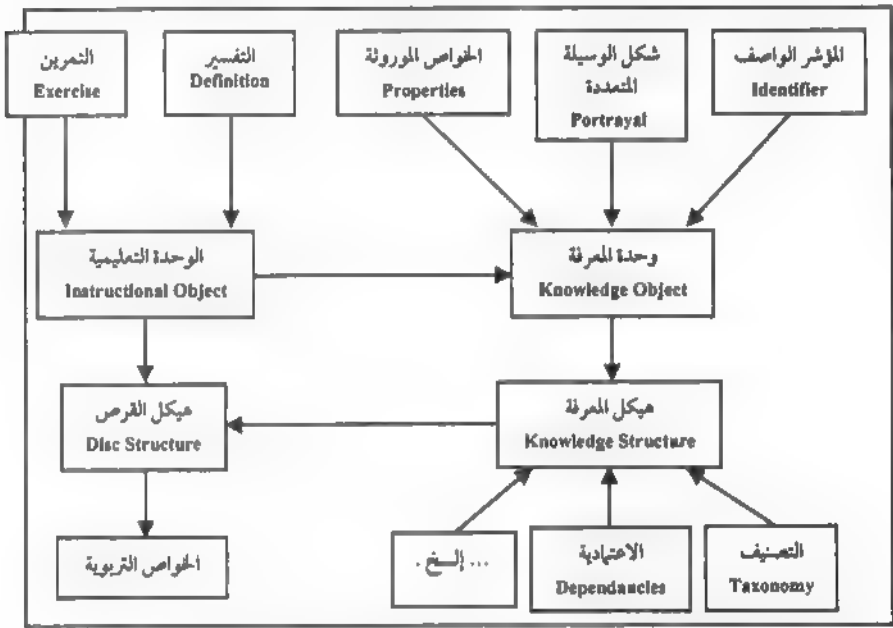 التمرين
Exercise
التفسير
Definition
الخواص الموروثة
Properties
شكل الوسيلة
المتعددة
Portrayal
المؤشر الواصف
Identifier
الوحدة التعليمية
Instructional Object
وحدة المعرفة
Knowledge Object
هيكل القرص
Disc Structure
هيكل المعرفة
Knowledge Structure
الخواص التربوية
... إلـخ .
الاعتمادية
Dependancies
التصنيف
Taxonomy